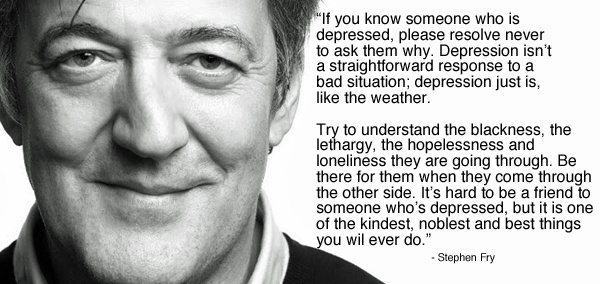 “If you know someone who is
depressed, please resolve never
to ask them why. Depression isn’t
a straightforward response to a
bad situation; depression just is,
like the weather.
Try to understand the blackness, the
lethargy, the hopelessness and
loneliness they are going through. Be
there for them when they come through
the other side. It’s hard to be a friend to
someone who’s depressed, but it is one
of the kindest, noblest and best things
you wil ever do.”
- Stephen Fry